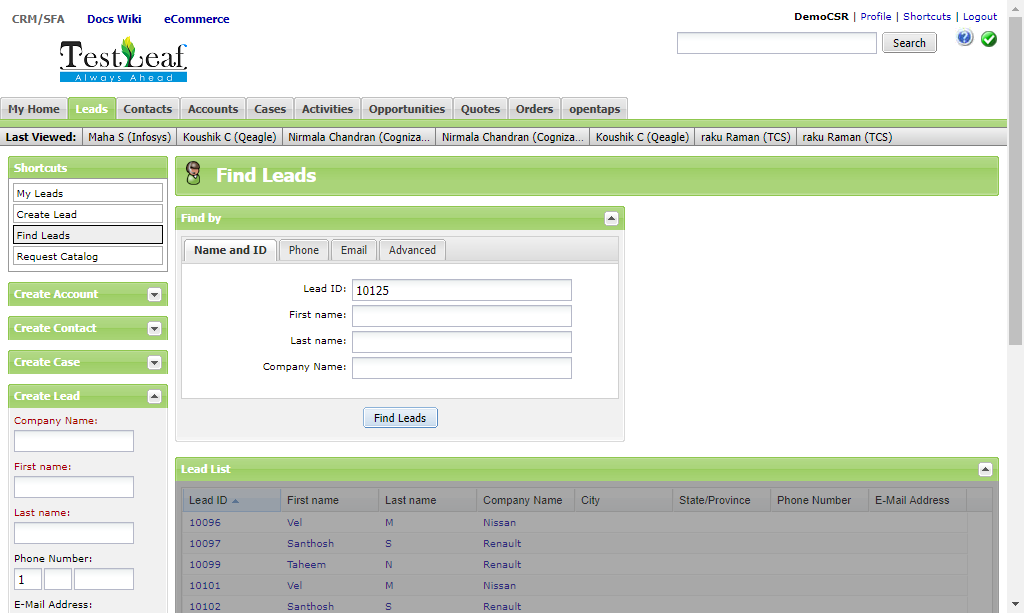 CRM/SFA Docs Wiki eCommerce
DemoCSR | Profile | Shortcuts | Logout
TestLeaf
Always Ahead
Search
My Home Leads Contacts Accounts Cases Activities Opportunities Quotes Orders opentaps
Last Viewed: Maha S (Infosys) Koushik C (Qeagle) Nirmala Chandran (Cogniza... Nirmala Chandran (Cogniza... Koushik C (Qeagle) raku Raman (TCS) raku Raman (TCS)
Shortcuts
My Leads
Create Lead
Find Leads
Request Catalog
Create Account
Create Contact
Create Case
Create Lead
Company Name:
First name:
Last name:
Phone Number:
1
E-Mail Address:
Find Leads
Find by
Name and ID Phone Email Advanced
Lead ID: 10125
First name:
Last name:
Company Name:
Find Leads
Lead List
Lead ID First name Last name Company Name City State/Province Phone Number E-Mail Address
10096 Vel M Nissan
10097 Santhosh S Renault
10099 Taheem N Renault
10101 Vel M Nissan
10102 Santhosh S Renault